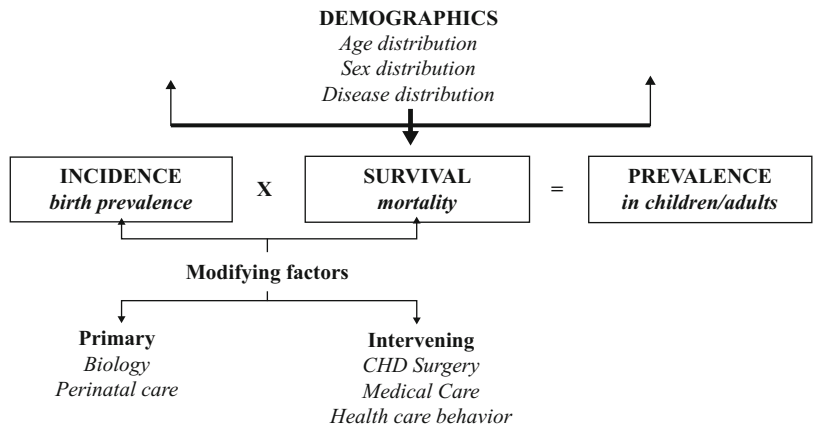 DEMOGRAPHICS
Age distribution
Sex distribution
Disease distribution
INCIDENCE
birth prevalence
X
SURVIVAL
mortality
=
PREVALENCE
in children/adults
Modifying factors
Primary
Biology
Perinatal care
Intervening
CHD Surgery
Medical Care
Health care behavior